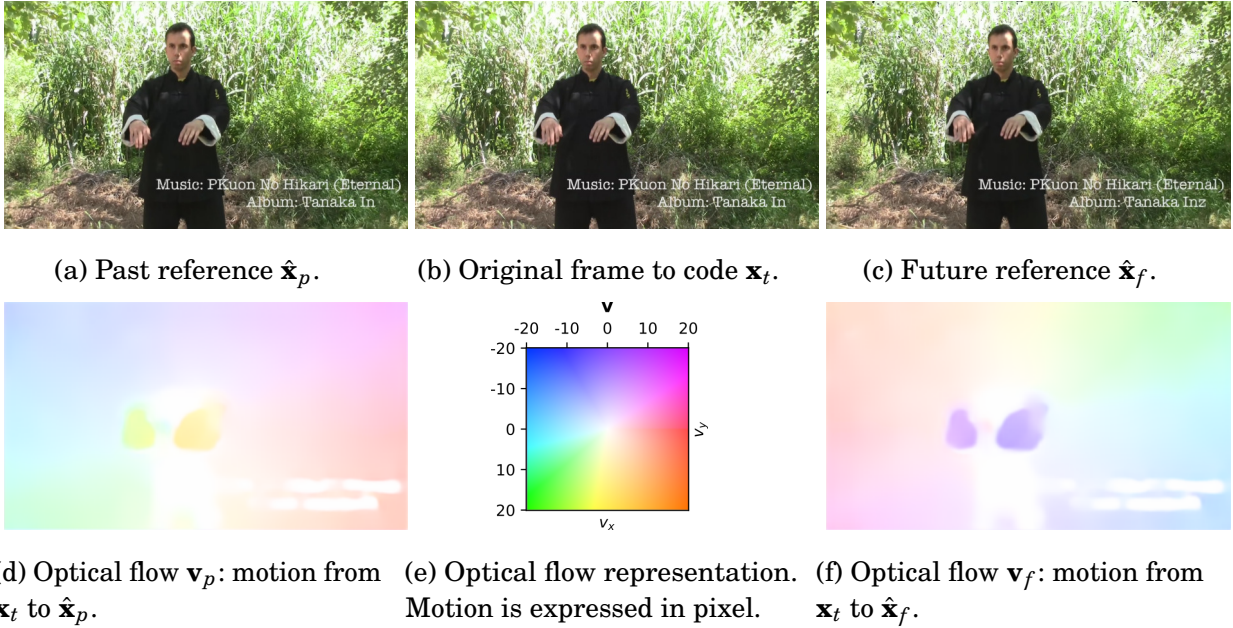 Music: PKuon No Hikari (Eternal)
Album: Tanaka In
Music: PKuon No Hikari (Eternal)
Album: Tanaka In
Music: PKuon No Hikari (Eternal)
Album: Tanaka Inz
(a) Past reference x̂p.
(b) Original frame to code xt.
(c) Future reference x̂f.
v
-20 -10 0 10 20
-20
-10
0
10
20
vy
vx
d) Optical flow vp: motion from
xt to x̂p.
(e) Optical flow representation.
Motion is expressed in pixel.
(f) Optical flow vf: motion from
xt to x̂f.